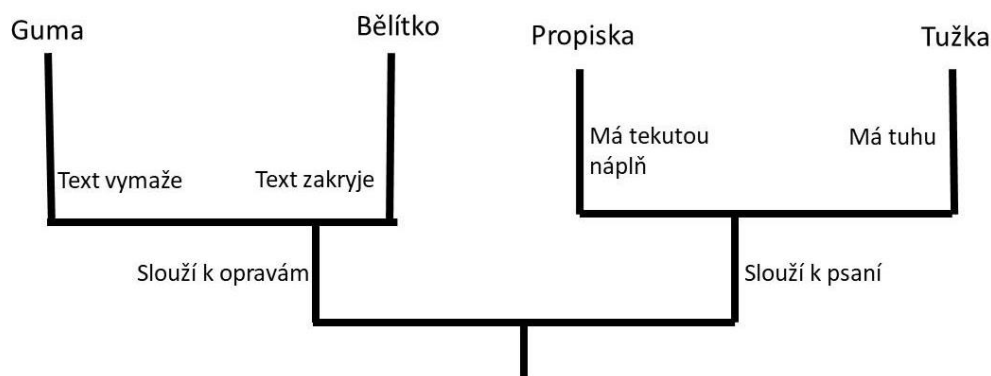 Guma
Bělítko
Propiska
Tužka
Má tekutou
náplň
Má tuhu
Text vymaže
Text zakryje
Slouží k opravám
Slouží k psaní